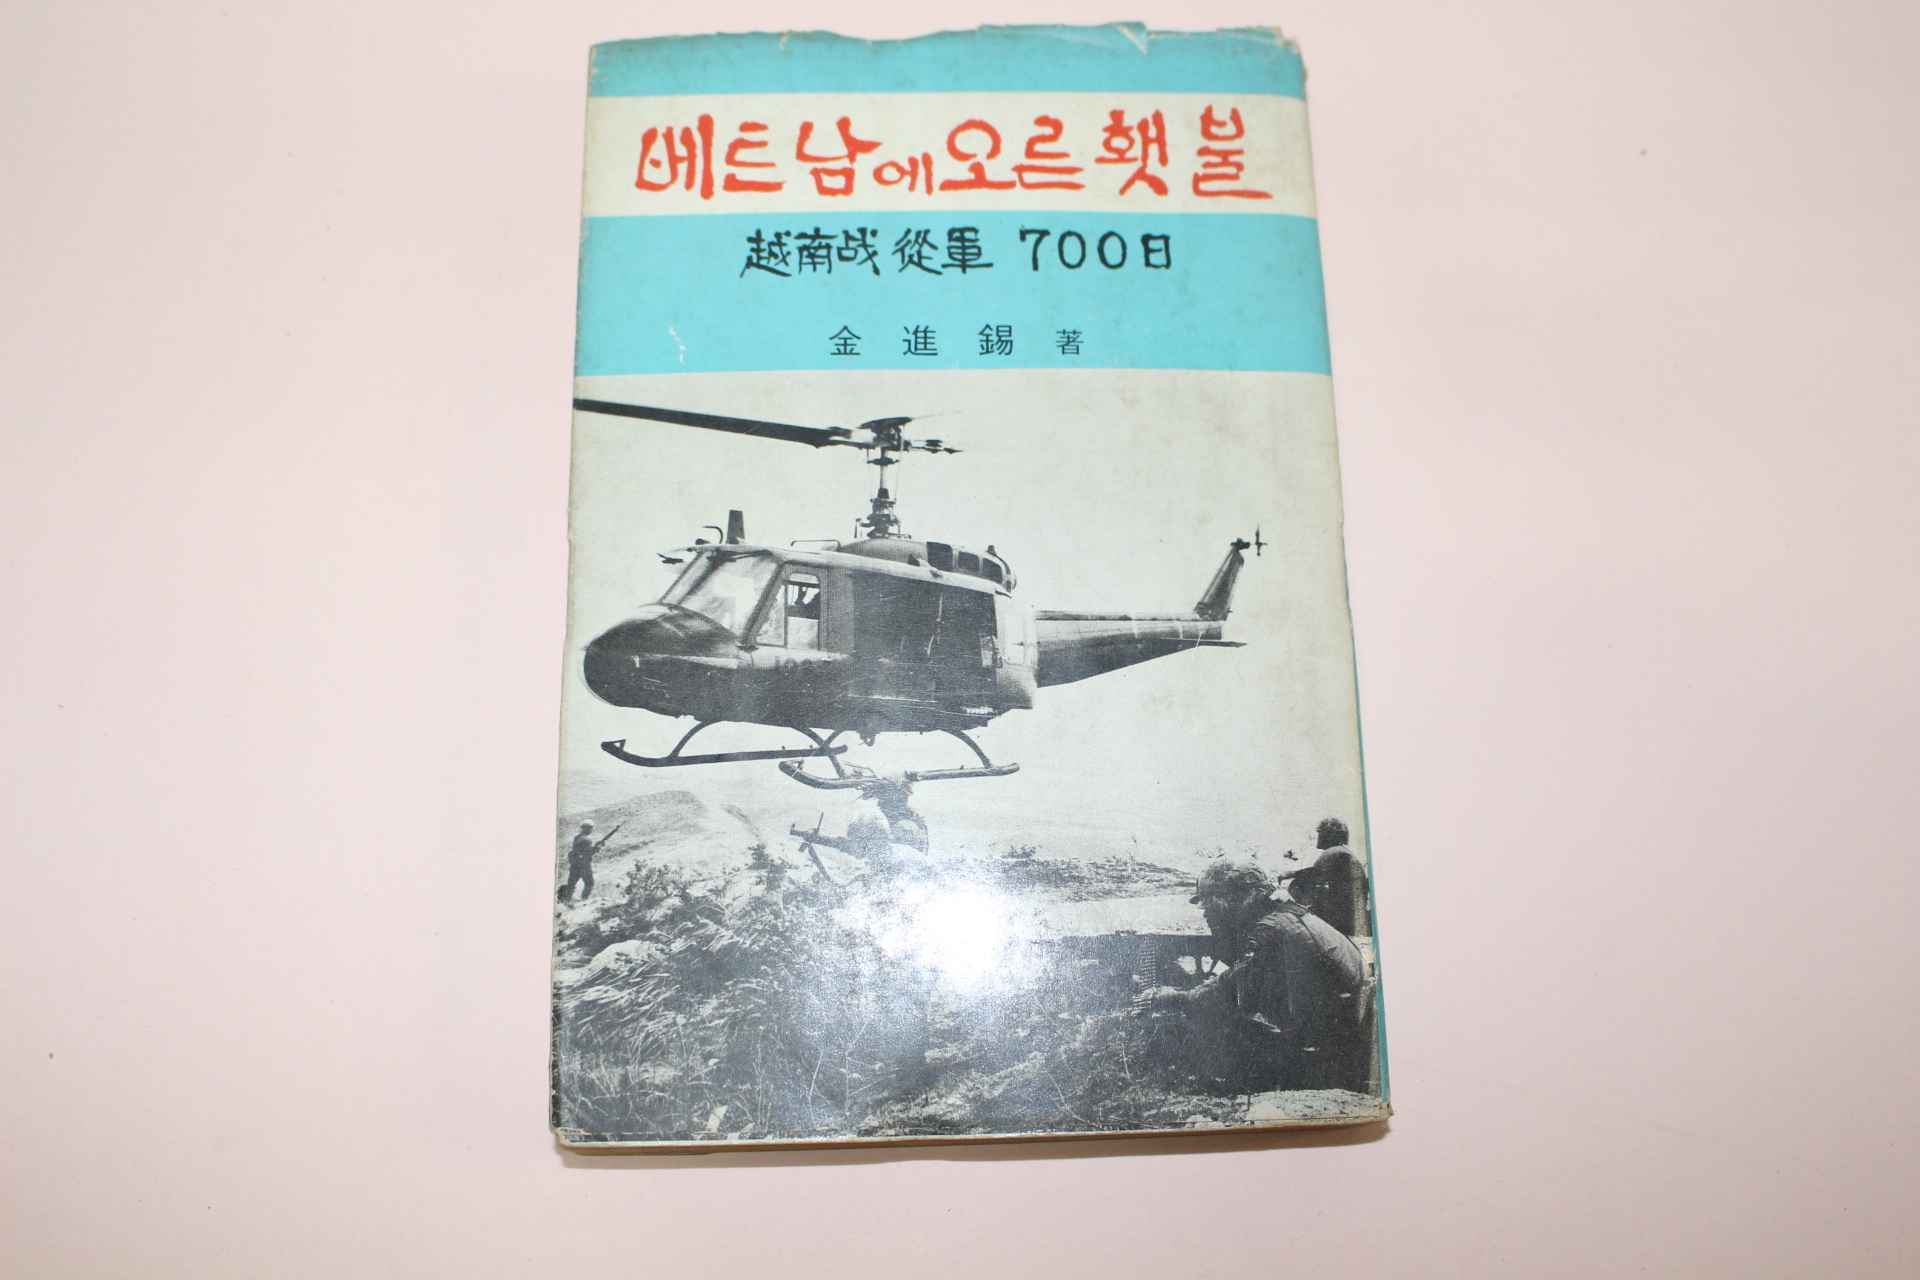 베트남에 오른 횃불
越南战 從軍 700日
金進錫 著